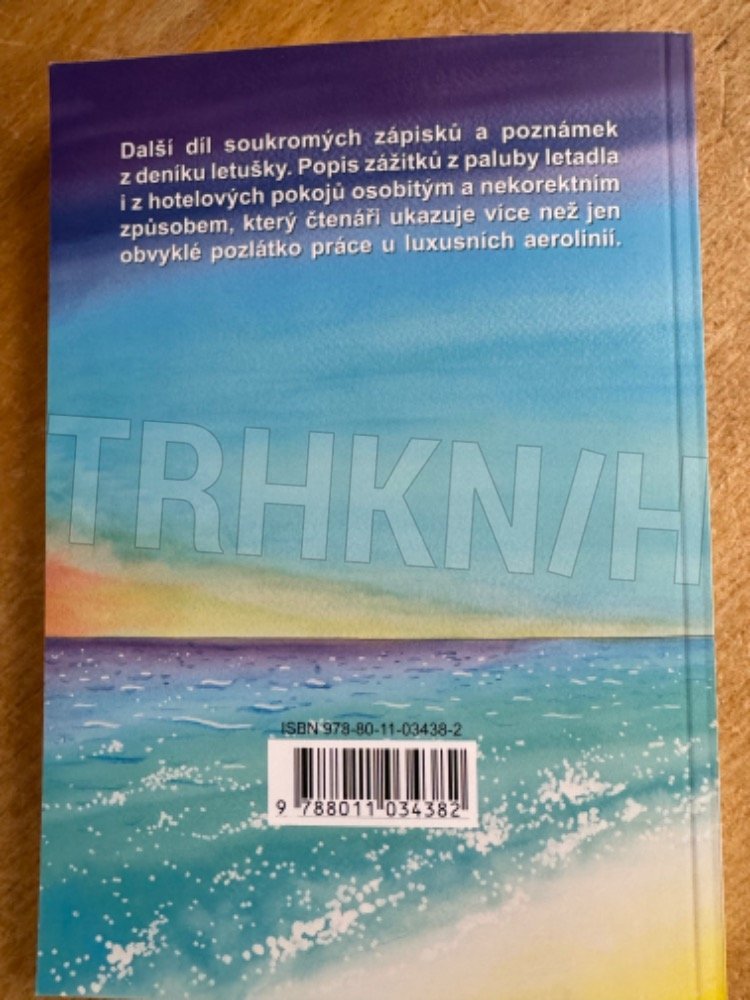 Další díl soukromých zápisků a poznámek
z deníku letušky. Popis zážitků z paluby letadla
i z hotelových pokojů osobitým a nekorektním
způsobem, který čtenáři ukazuje více než jen
obvyklé pozlátko práce u luxusních aerolinií.
TRHKN/H
ISBN 978-80-11-03438-2
9 788011 034382